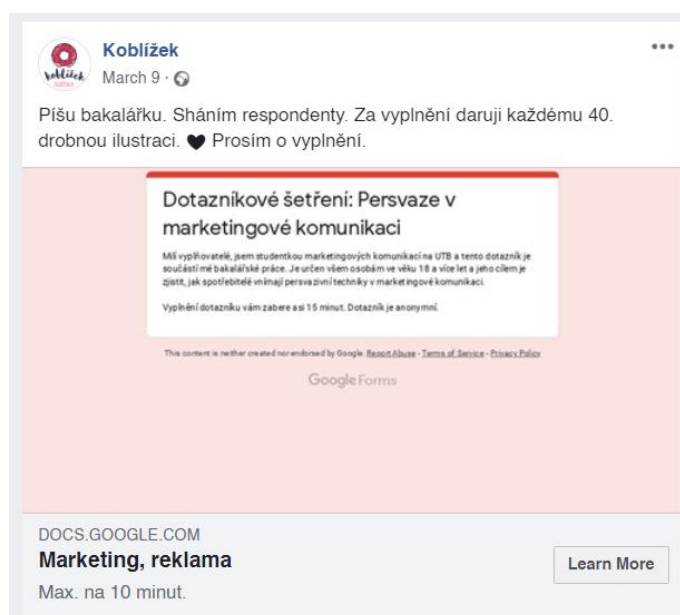 Koblížek
March 9 ·
koblížek
Píšu bakalářku. Sháním respondenty. Za vyplnění daruji každému 40.
drobnou ilustraci. 🖤 Prosím o vyplnění.
Dotazníkové šetření: Persvaze v
marketingové komunikaci
Milí vyplňovatelé, jsem studentkou marketingových komunikací na UTB a tento dotazník je
součástí mé bakalářské práce. Je určen všem osobám ve věku 18 a více let a jeho cílem je
zjistit, jak spotřebitelé vnímají persvazivní techniky v marketingové komunikaci.
Vyplnění dotazníku vám zabere asi 15 minut. Dotazník je anonymní.
This content is neither created nor endorsed by Google. Report Abuse - Terms of Service - Privacy Policy
Google Forms
DOCS.GOOGLE.COM
Marketing, reklama
Learn More
Max. na 10 minut.